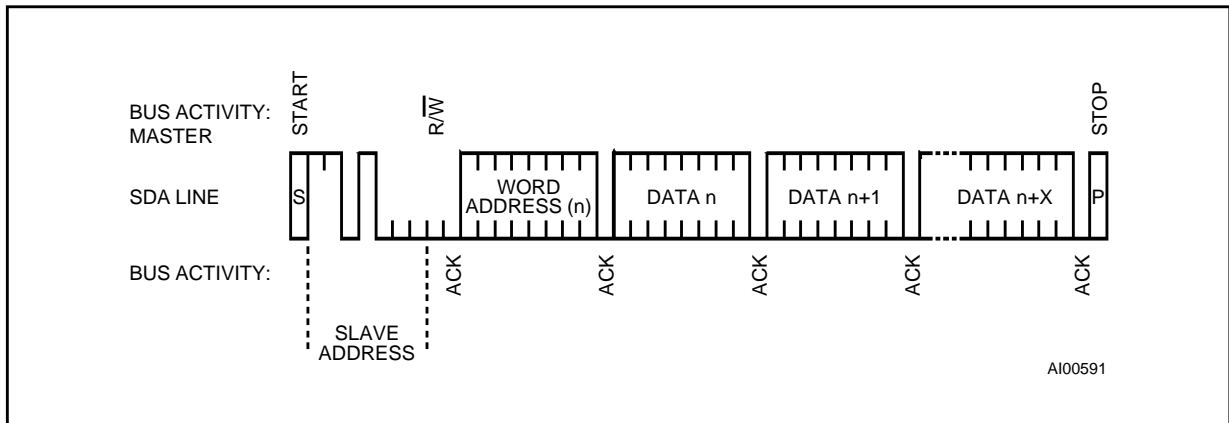 BUS ACTIVITY:
MASTER
START
R/W
STOP
SDA LINE
S
WORD
ADDRESS (n)
DATA n
DATA n+1
DATA n+X
P
BUS ACTIVITY:
ACK
ACK
ACK
ACK
ACK
SLAVE
ADDRESS
AI00591